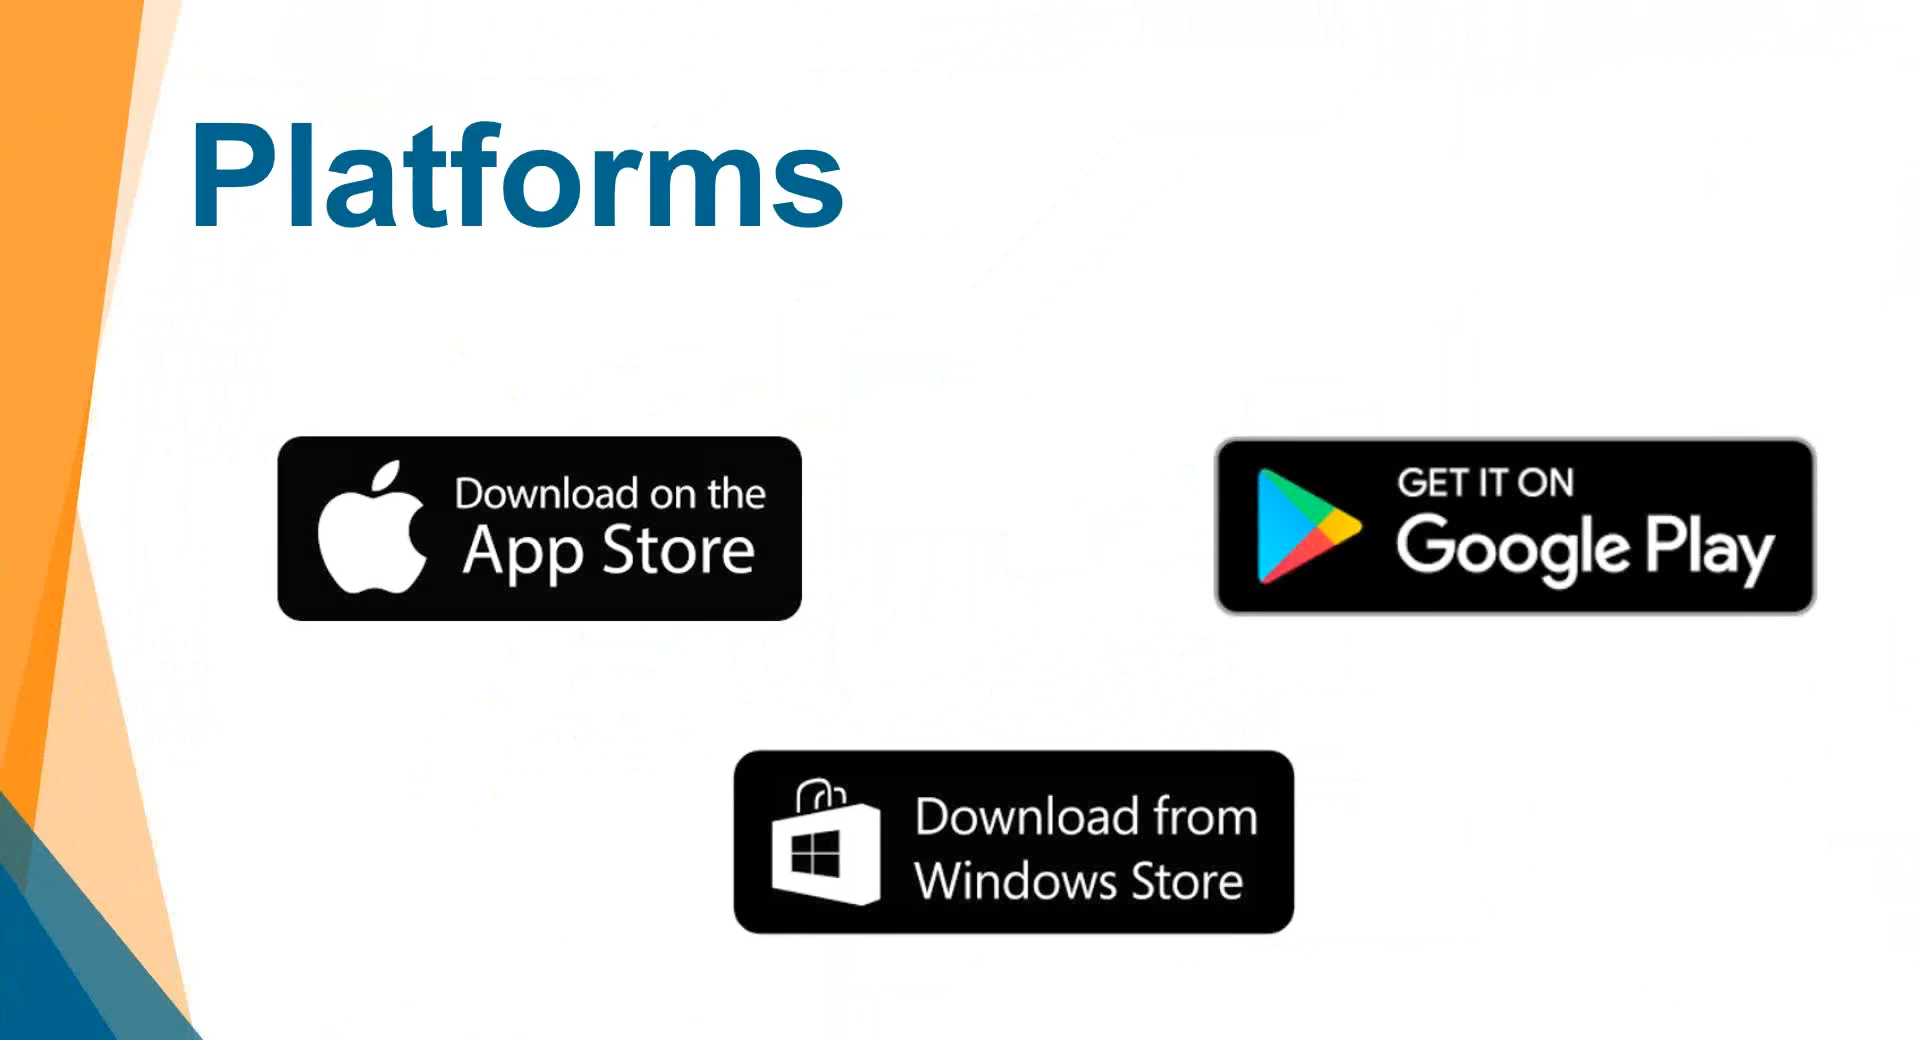 Platforms
Download on the
App Store
GET IT ON
Google Play
Download from
Windows Store